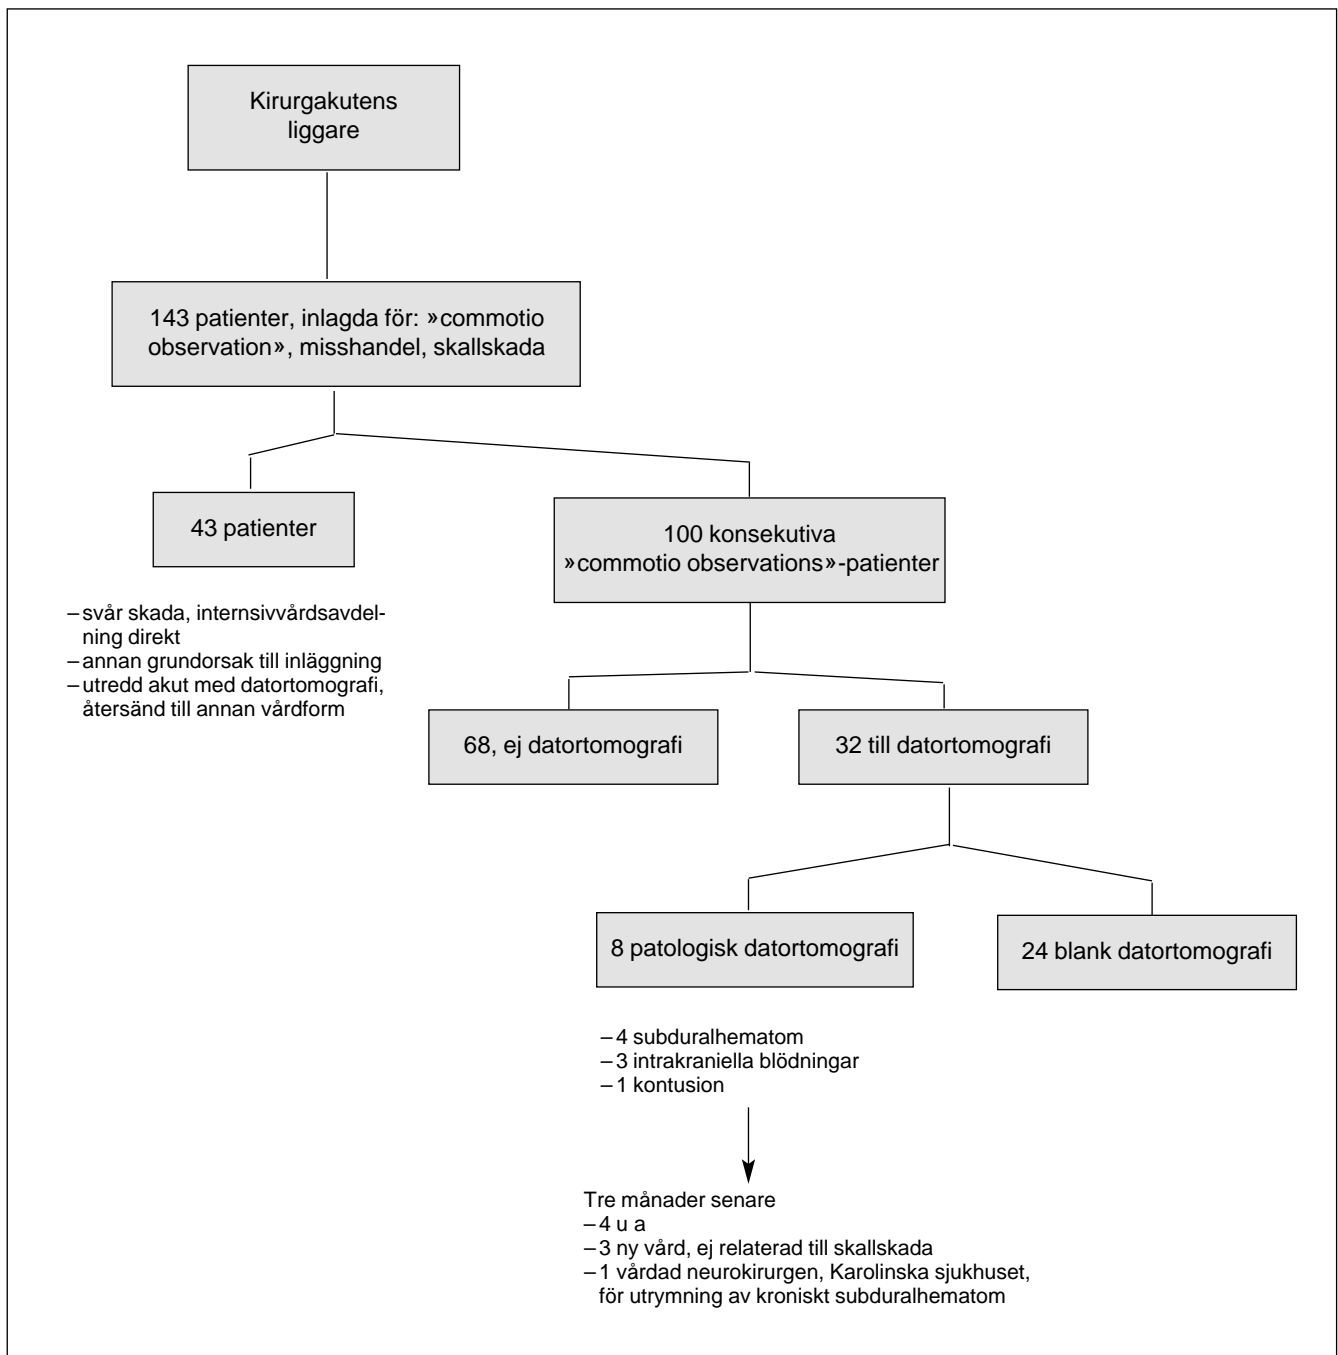 Kirurgakutens
liggare
143 patienter, inlagda för: »commotio
observation», misshandel, skallskada
43 patienter
100 konsekutiva
»commotio observations»-patienter
– svår skada, internsivvårdsavdel-
ning direkt
– annan grundorsak till inläggning
– utredd akut med datortomografi,
återsänd till annan vårdform
68, ej datortomografi
32 till datortomografi
8 patologisk datortomografi
24 blank datortomografi
– 4 subduralhematom
– 3 intrakraniella blödningar
– 1 kontusion
Tre månader senare
– 4 u a
– 3 ny vård, ej relaterad till skallskada
– 1 vårdad neurokirurgen, Karolinska sjukhuset,
för utrymning av kroniskt subduralhematom